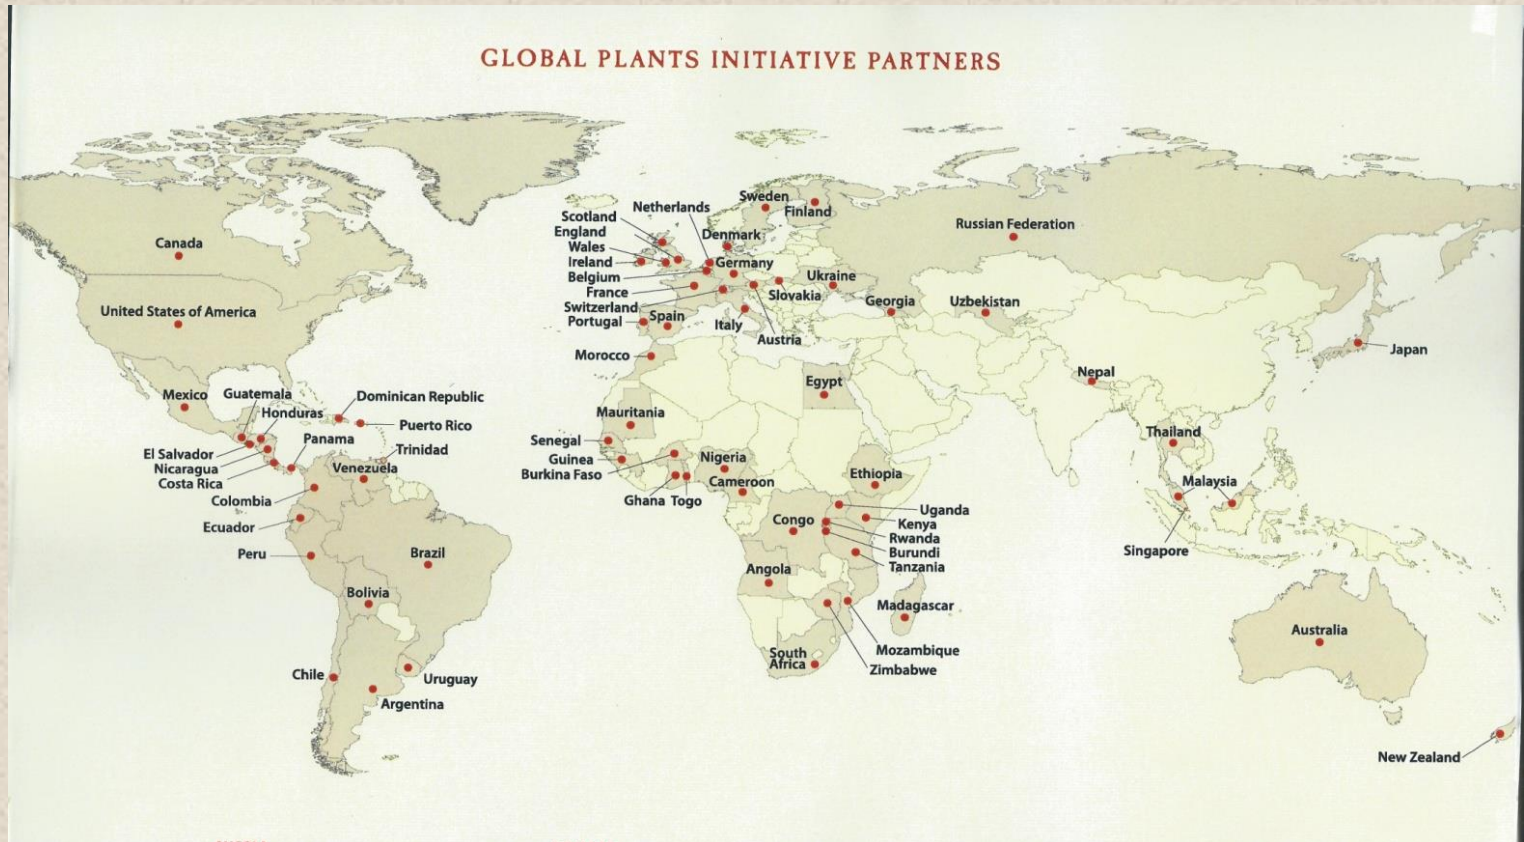 GLOBAL PLANTS INITIATIVE PARTNERS
Canada
United States of America
Mexico
Guatemala
Honduras
El Salvador
Nicaragua
Costa Rica
Panama
Dominican Republic
Puerto Rico
Trinidad
Venezuela
Colombia
Ecuador
Peru
Brazil
Bolivia
Chile
Uruguay
Argentina
Sweden
Finland
Netherlands
Scotland
England
Wales
Ireland
Belgium
France
Switzerland
Portugal
Spain
Denmark
Germany
Ukraine
Slovakia
Italy
Austria
Georgia
Uzbekistan
Russian Federation
Japan
Nepal
Thailand
Malaysia
Singapore
Morocco
Egypt
Mauritania
Senegal
Guinea
Burkina Faso
Ghana
Togo
Nigeria
Cameroon
Ethiopia
Uganda
Kenya
Rwanda
Burundi
Tanzania
Congo
Angola
Madagascar
Mozambique
Zimbabwe
South
Africa
Australia
New Zealand